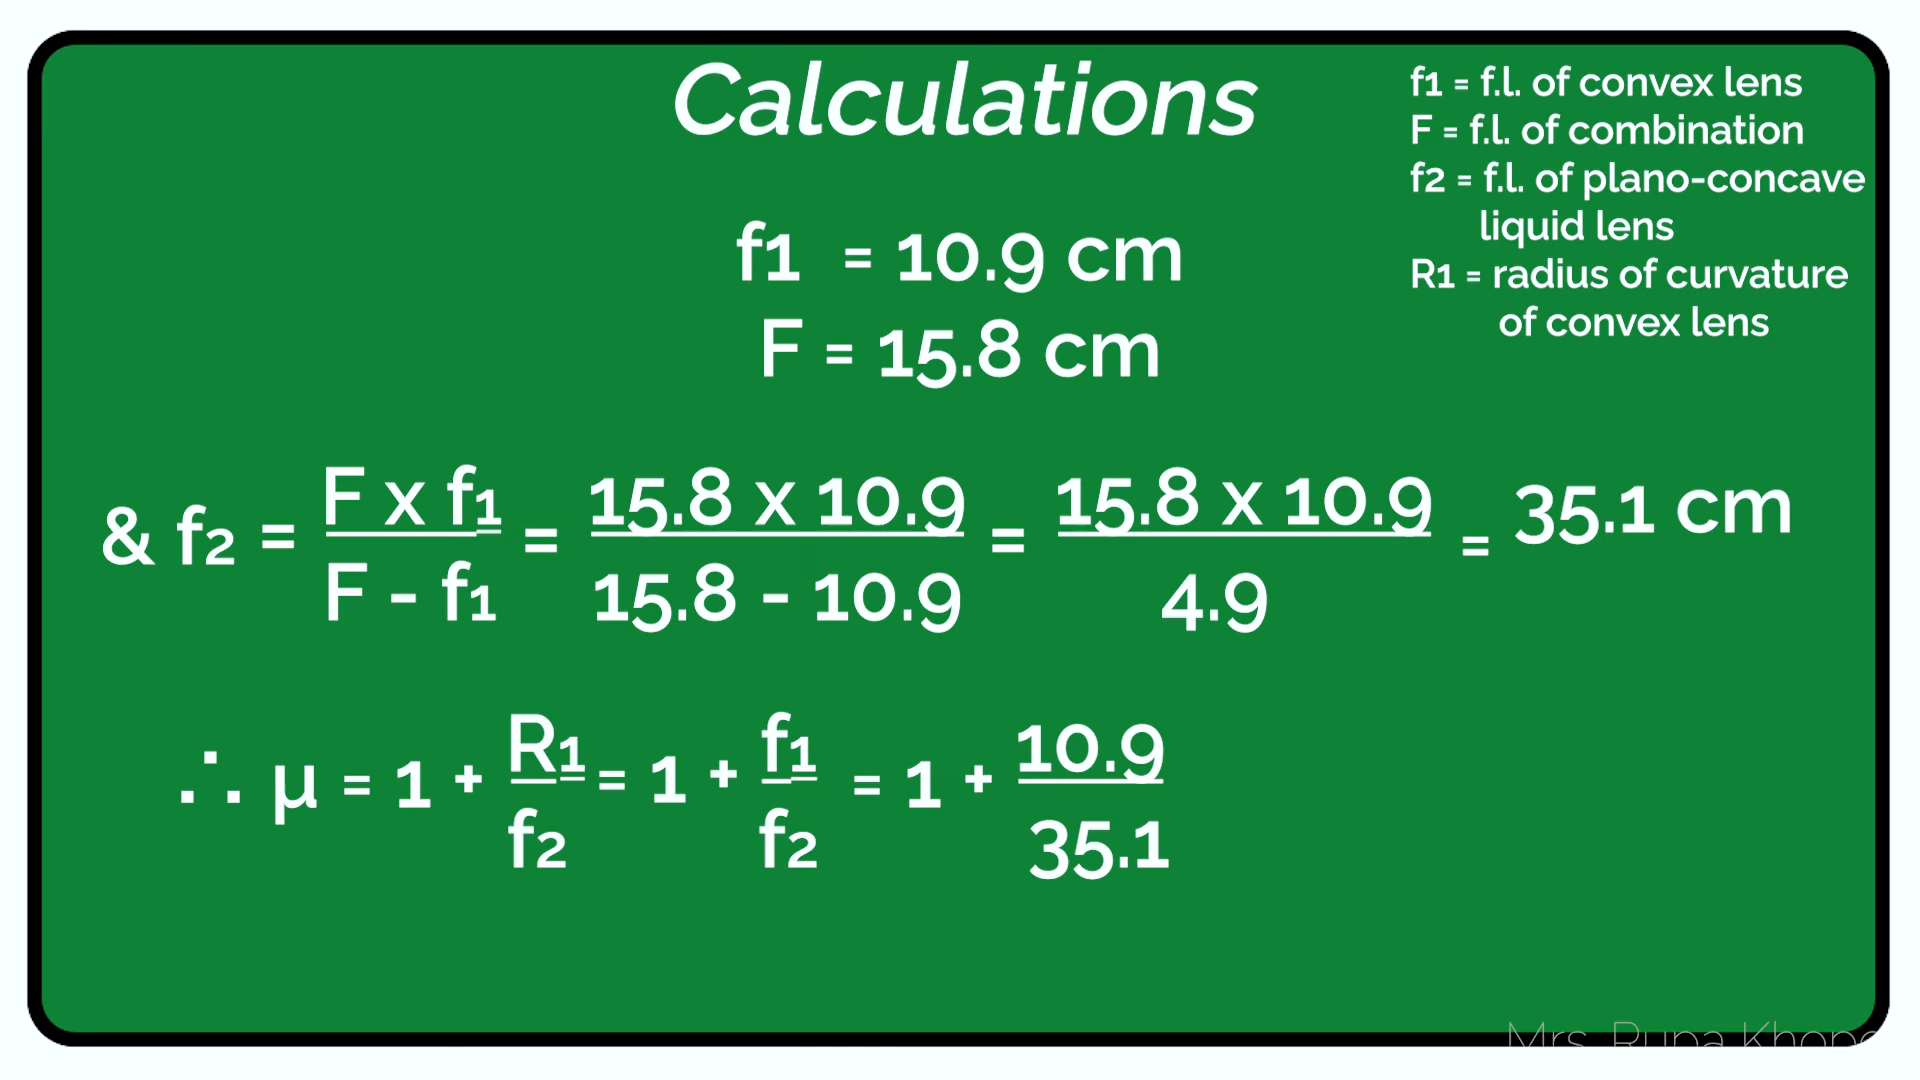 Calculations
f1 = f.l. of convex lens
F = f.l. of combination
f2 = f.l. of plano-concave
liquid lens
R1 = radius of curvature
of convex lens
f1 = 10.9 cm
F = 15.8 cm
& f2 = F x f1 / F - f1 = 15.8 x 10.9 / 15.8 - 10.9 = 15.8 x 10.9 / 4.9 = 35.1 cm
∴ μ = 1 + R1 / f2 = 1 + f1 / f2 = 1 + 10.9 / 35.1
Mrs. Rupa